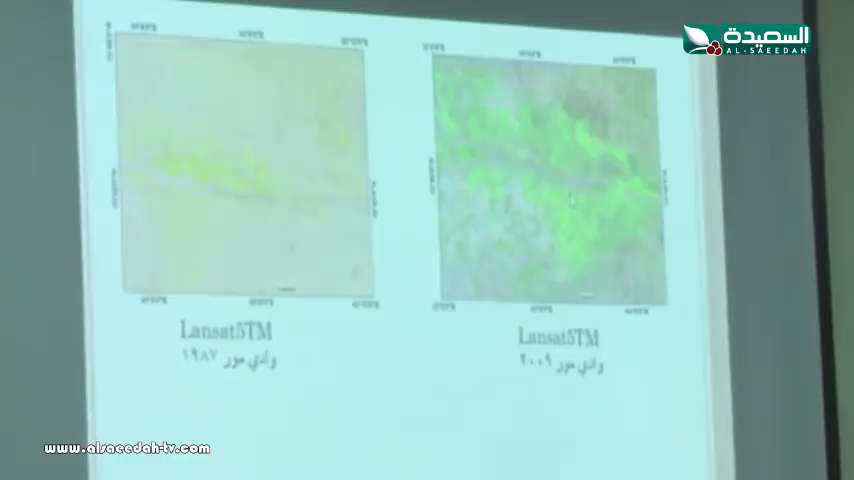 السعيدة
AL-SAEEDAH
Lansat5TM
وادي مور ١٩٨٧
Lansat5TM
وادي مور ٢٠٠٩
www.alsaeedah-tv.com